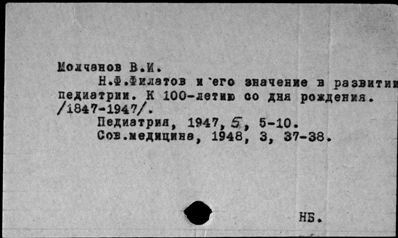 Молчанов В.И.
Н.Ф.Филатов и его значение в развитии
педиатрии. К 100-летию со дня рождения.
/1847-1947/.
Педиатрия, 1947, 5, 5-10.
Сов.медицина, 1948, 3, 37-38.
НБ.